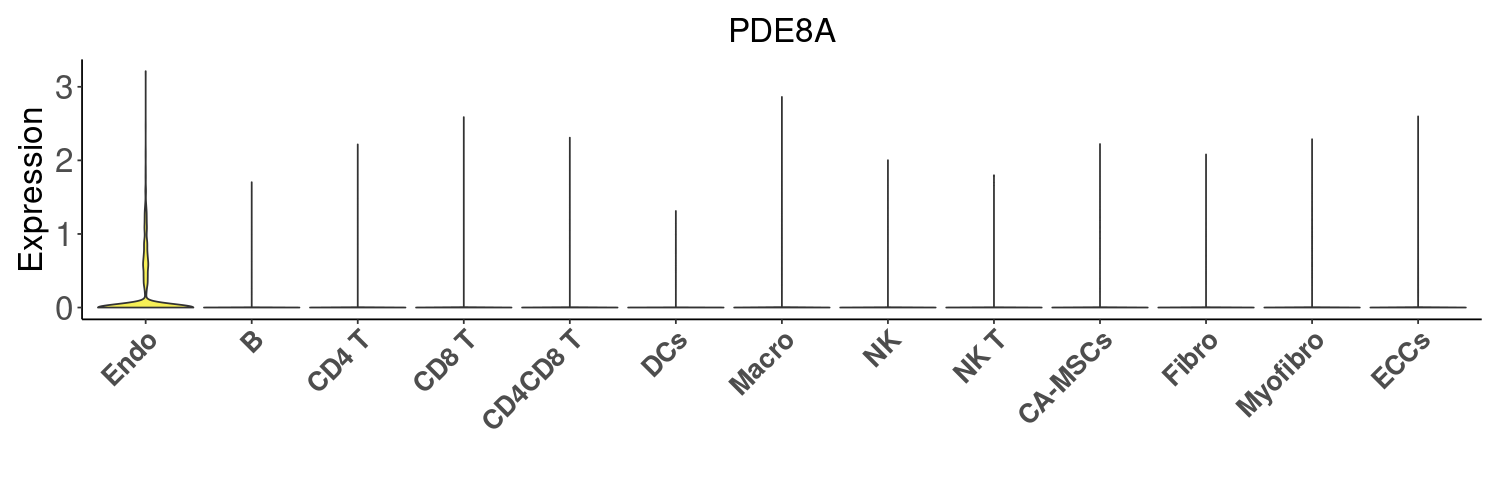 PDE8A
Expression
3
2
1
0
Endo
B
CD4 T
CD8 T
CD4CD8 T
DCs
Macro
NK
NK T
CA-MSCs
Fibro
Myofibro
ECCs